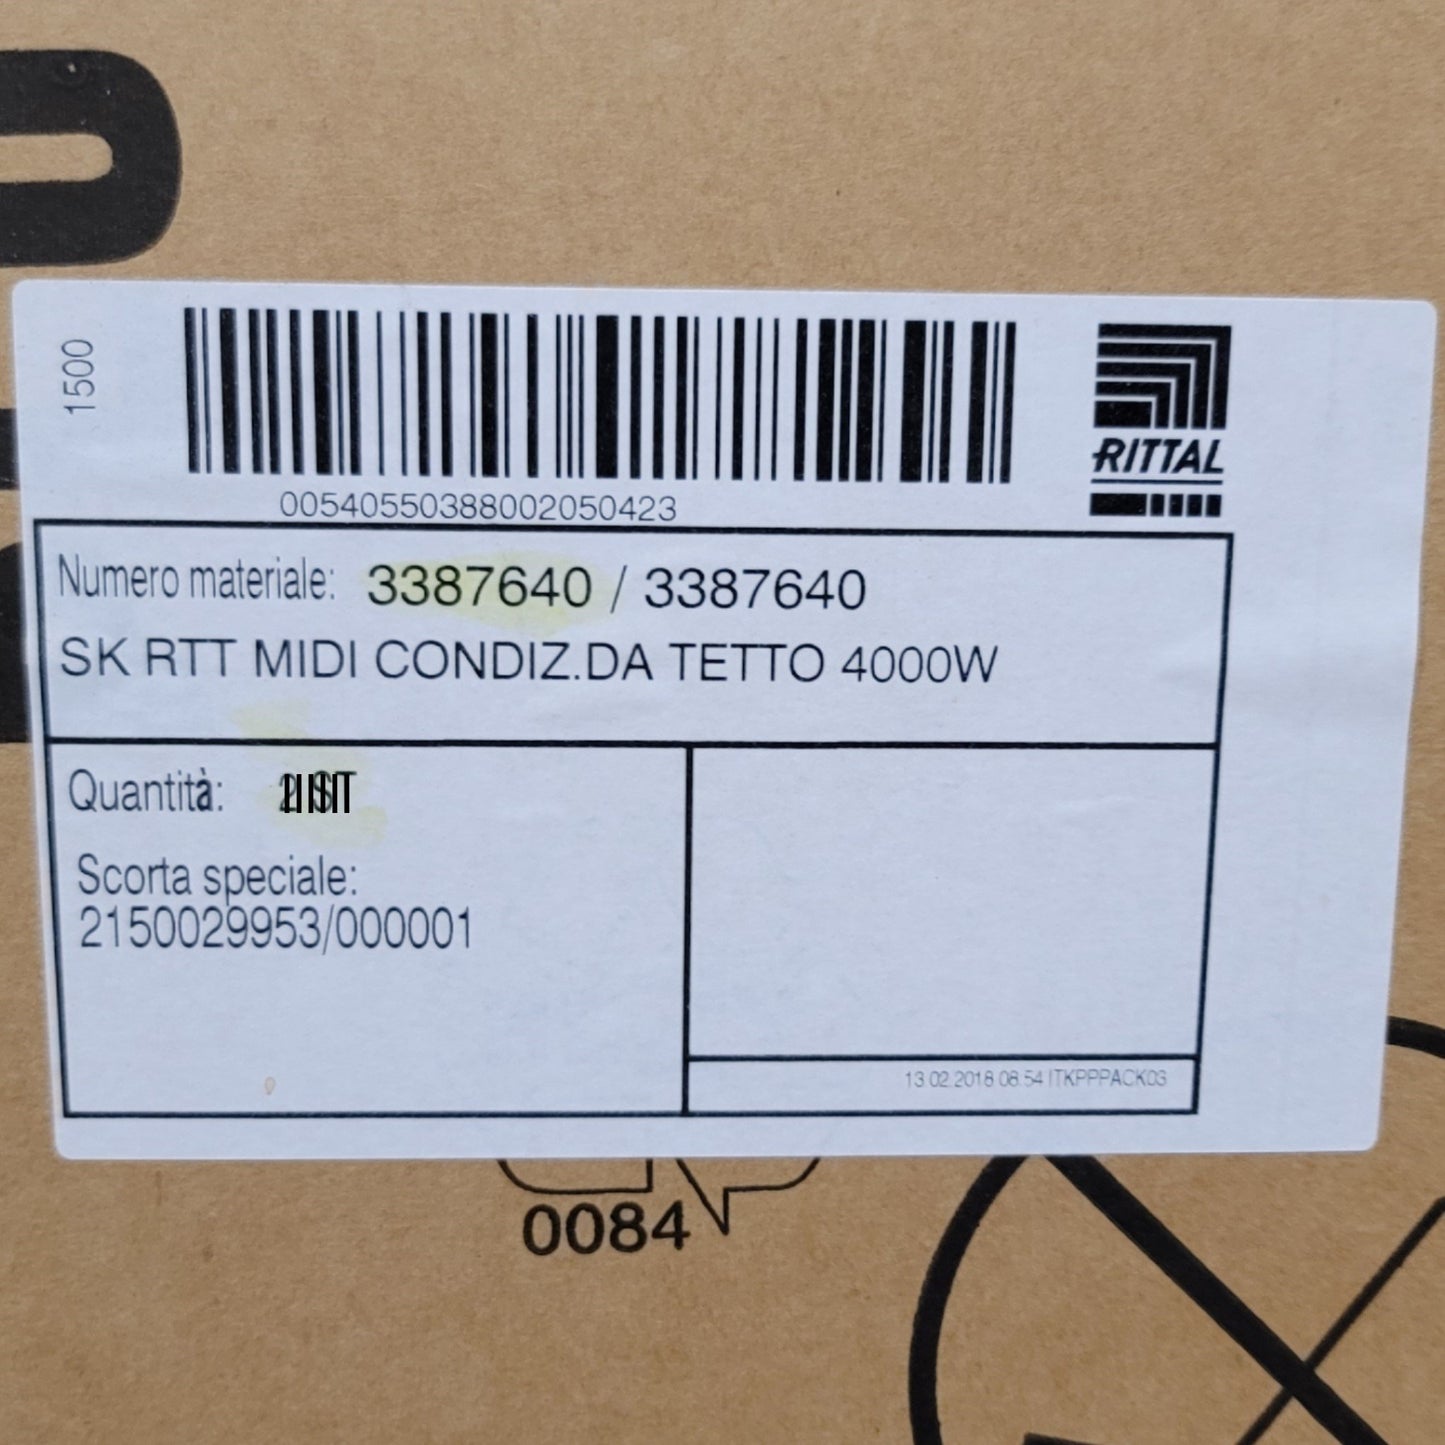 1500
00540550388002050423
RITTAL
Numero materiale: 3387640 / 3387640
SK RTT MIDI CONDIZ.DA TETTO 4000W
Quantità:
Scorta speciale:
2150029953/000001
13.02.2018 08.54 ITKPPPACK03
0084